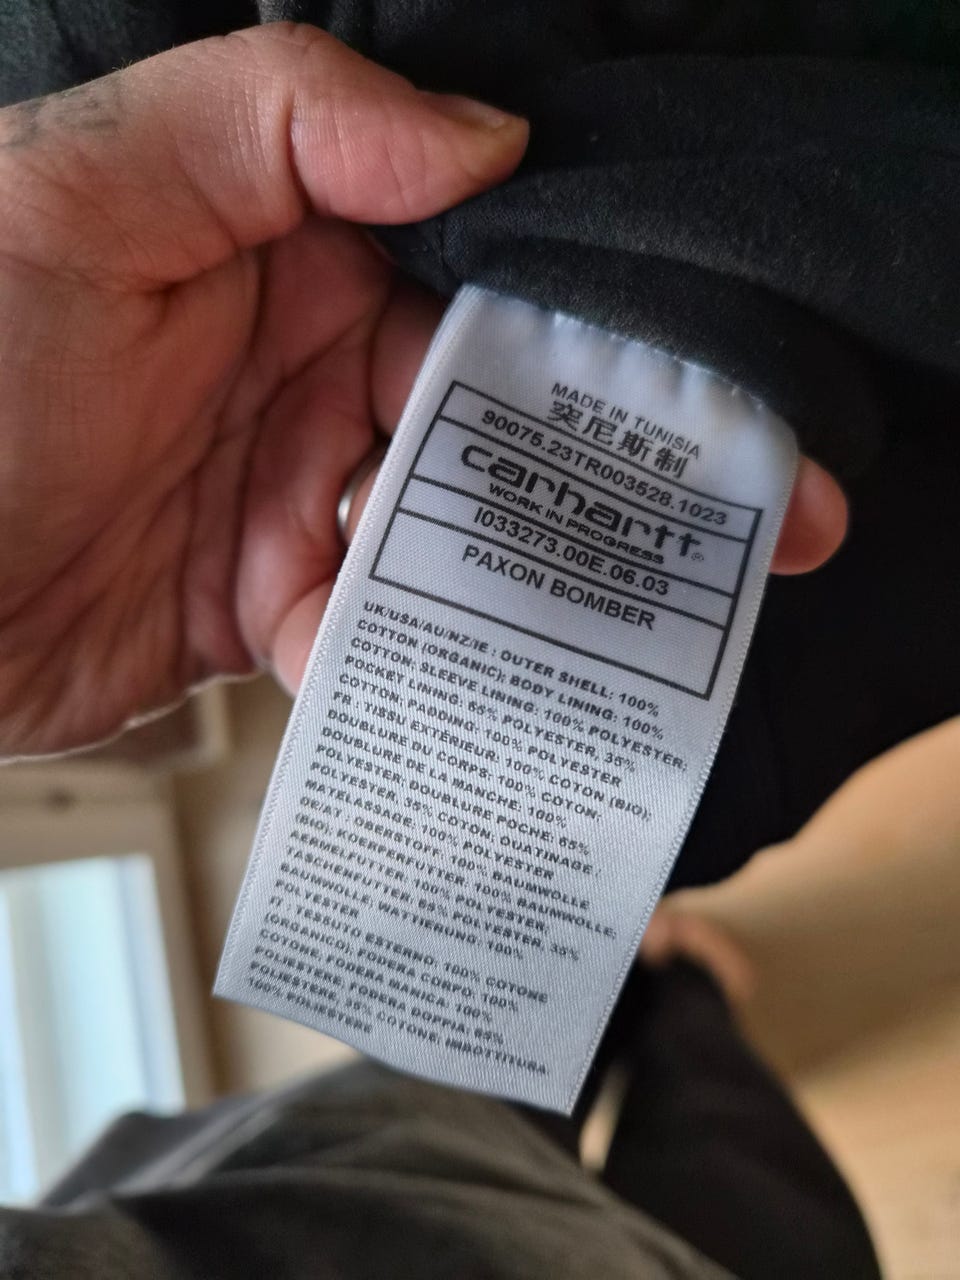 MADE IN TUNISIA
突尼斯制
90075.23TR003528.1023
carhartt®
WORK IN PROGRESS
I033273.00E.06.03
PAXON BOMBER
UK/USA/AU/NZ/IE : OUTER SHELL: 100%
COTTON (ORGANIC); BODY LINING: 100%
COTTON; SLEEVE LINING: 100% POLYESTER;
POCKET LINING: 65% POLYESTER, 35%
COTTON; PADDING: 100% POLYESTER
FR : TISSU EXTÉRIEUR: 100% COTON (BIO);
DOUBLURE DU CORPS: 100% COTON;
DOUBLURE DE LA MANCHE: 100%
POLYESTER; DOUBLURE POCHE: 65%
POLYESTER, 35% COTON; OUATINAGE /
MATELASSAGE: 100% POLYESTER
DE/AT : OBERSTOFF: 100% BAUMWOLLE
(BIO); KOERPERFUTTER: 100% BAUMWOLLE;
AERMELFUTTER: 100% POLYESTER;
TASCHENFUTTER: 65% POLYESTER, 35%
BAUMWOLLE; WATTIERUNG: 100%
POLYESTER
IT : TESSUTO ESTERNO: 100% COTONE
(ORGANICO); FODERA CORPO: 100%
COTONE; FODERA MANICA: 100%
POLIESTERE; FODERA DOPPIA: 65%
POLIESTERE, 35% COTONE; IMBOTTITURA:
100% POLIESTERE